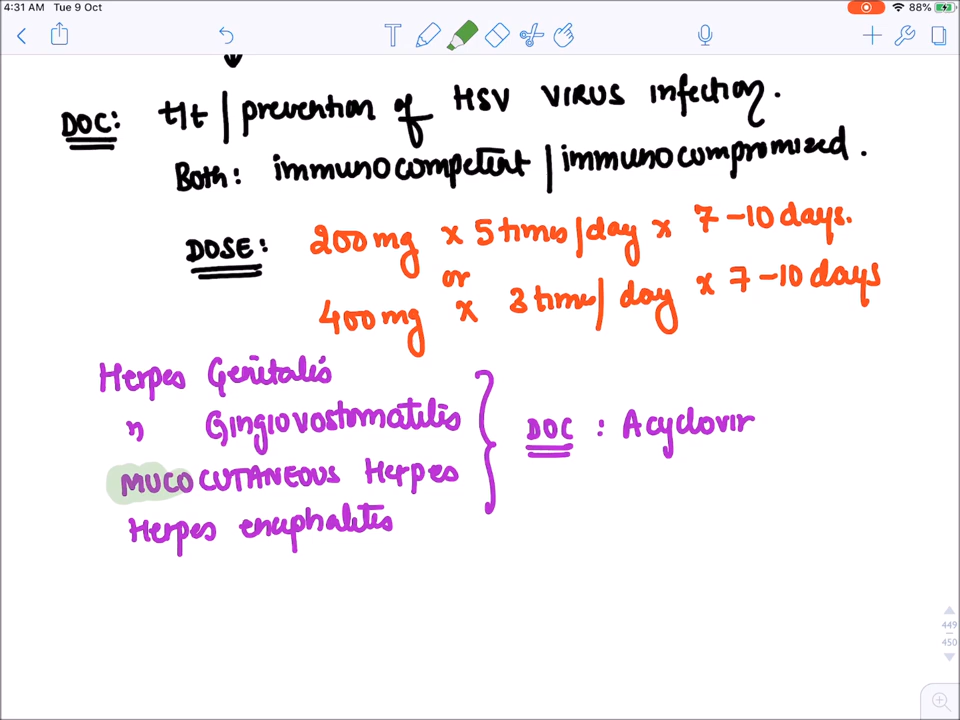 4:31 AM Tue 9 Oct 88%
T
DOC: t/t | prevention of HSV VIRUS infection.
Both: immunocompetent | immunocompromized.
DOSE: 200mg x 5 times/day x 7-10 days.
or
400mg x 3 times/day x 7-10 days
Herpes Genitalis
" Gingiovostomatitis
MUCOCUTANEOUS Herpes
DOC : Acyclovir
Herpes encephalitis
449
450